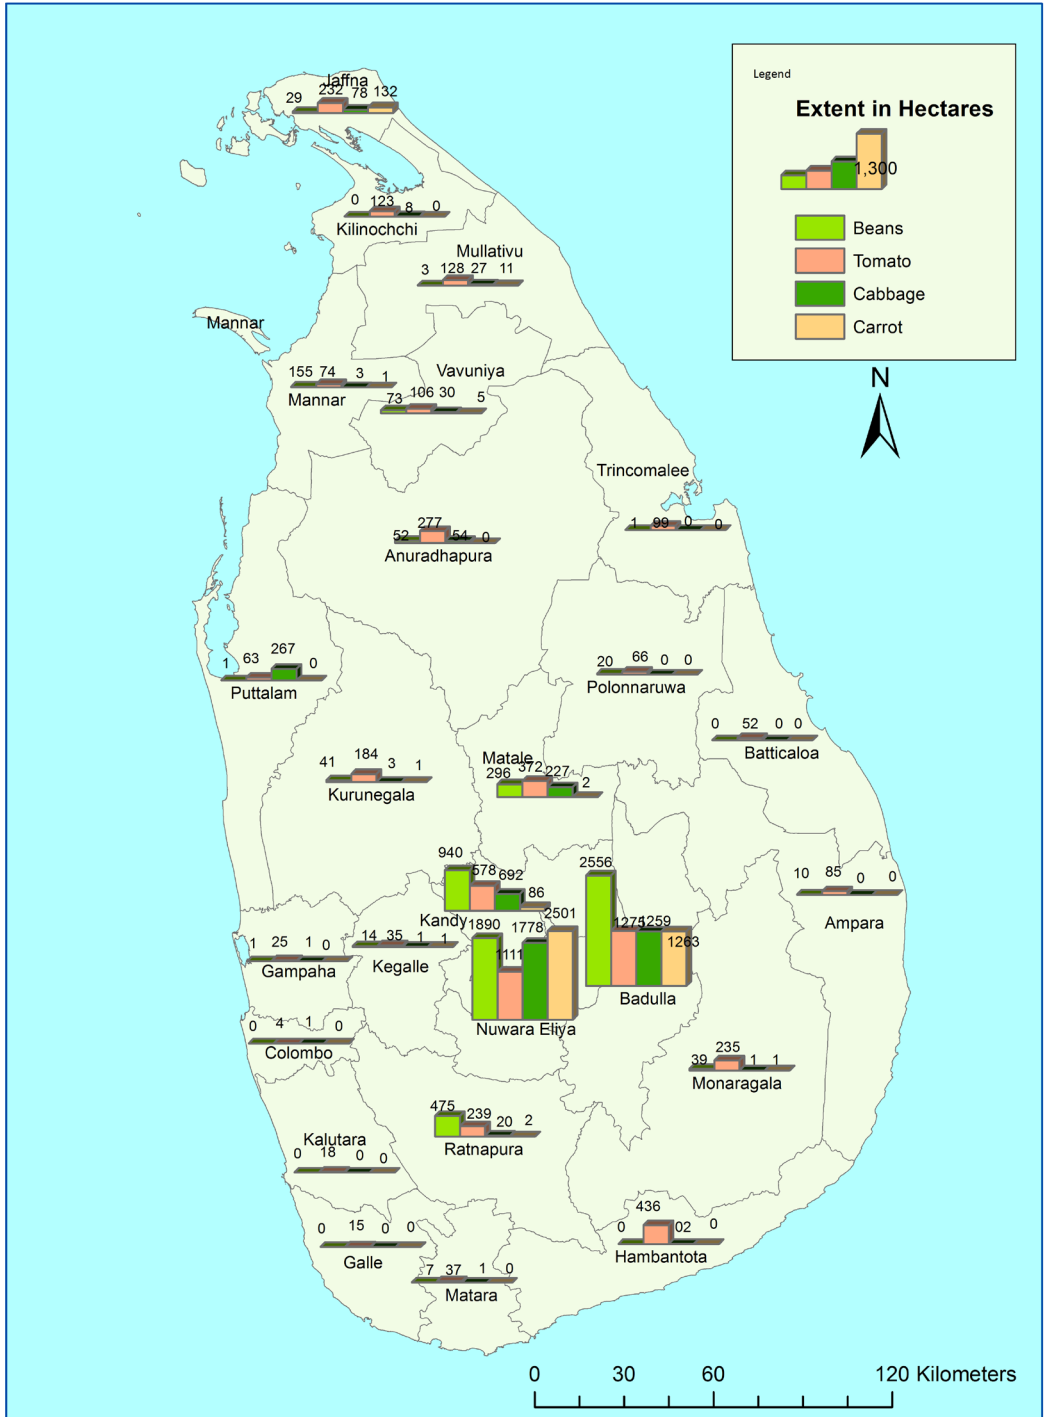 Legend
Extent in Hectares
1,300
Beans
Tomato
Cabbage
Carrot
N
Jaffna
29 232 78 132
0 123 8 0
Kilinochchi
Mullativu
3 128 27 11
Mannar
155 74 3 1
Mannar
Vavuniya
73 106 30 5
Trincomalee
1 99 0 0
52 277 54 0
Anuradhapura
1 63 267 0
Puttalam
20 66 0 0
Polonnaruwa
0 52 0 0
Batticaloa
41 184 3 1
Kurunegala
Matale
296 372 227 2
940 578 692 86
Kandy
2556 1259 1263
Badulla
10 85 0 0
Ampara
1 25 1 0
Gampaha
14 35 1 1
Kegalle
1890 1111 1778 2501
Nuwara Eliya
0 4 1 0
Colombo
39 235 1 1
Monaragala
475 239 20 2
Ratnapura
Kalutara
0 18 0 0
0 436 02 0
Hambantota
0 15 0 0
Galle
7 37 1 0
Matara
0 30 60 120 Kilometers